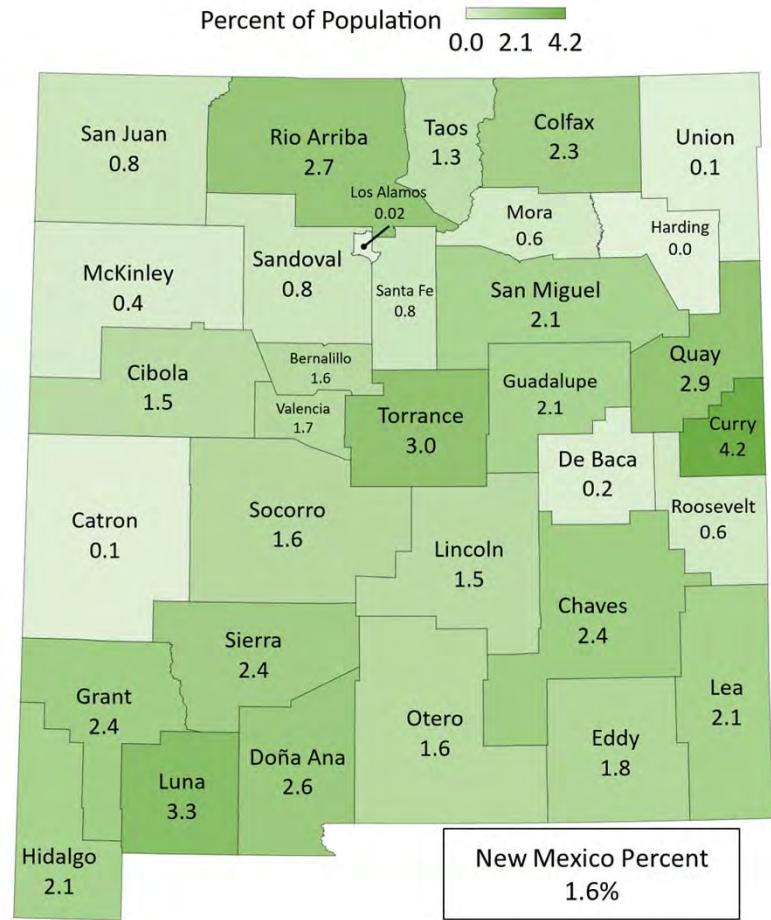 Percent of Population
0.0 2.1 4.2
San Juan
0.8
Rio Arriba
2.7
Taos
1.3
Colfax
2.3
Union
0.1
Los Alamos
0.02
Mora
0.6
Harding
0.0
McKinley
0.4
Sandoval
0.8
Santa Fe
0.8
San Miguel
2.1
Quay
2.9
Cibola
1.5
Bernalillo
1.6
Valencia
1.7
Torrance
3.0
Guadalupe
2.1
Curry
4.2
De Baca
0.2
Roosevelt
0.6
Catron
0.1
Socorro
1.6
Lincoln
1.5
Chaves
2.4
Sierra
2.4
Grant
2.4
Otero
1.6
Lea
2.1
Eddy
1.8
Luna
3.3
Doña Ana
2.6
Hidalgo
2.1
New Mexico Percent
1.6%